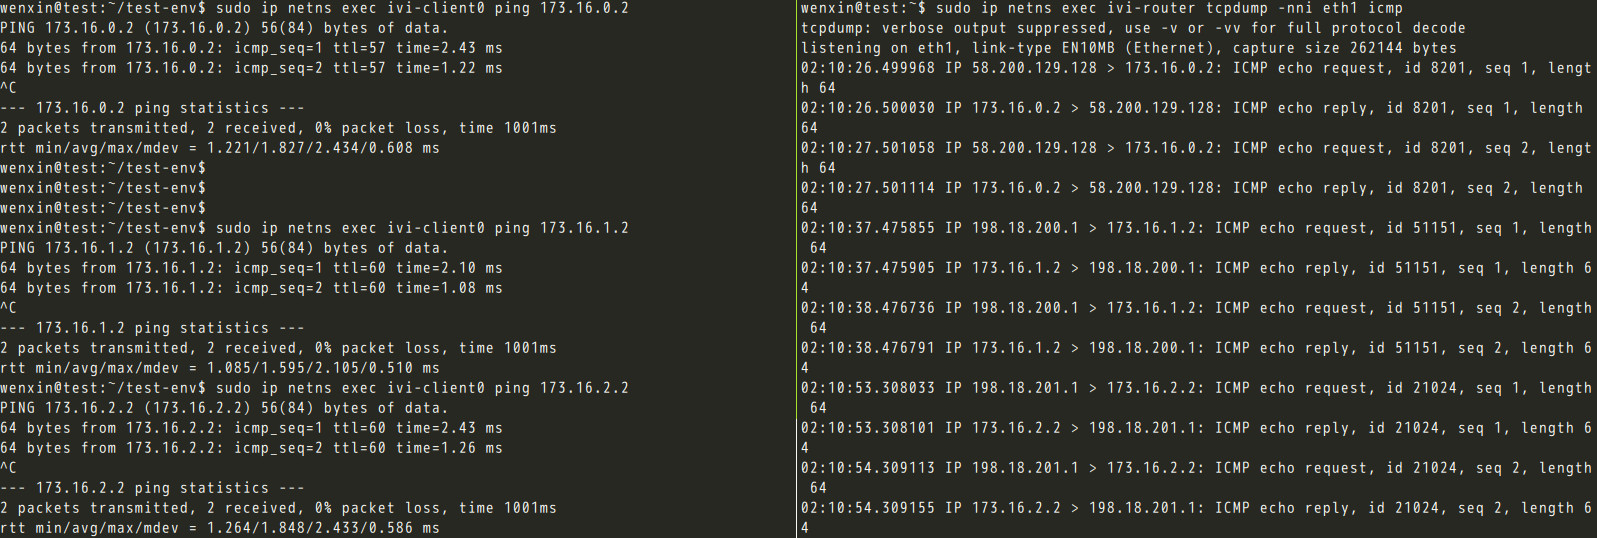 wenxin@test:~/test-env$ sudo ip netns exec ivi-client0 ping 173.16.0.2
PING 173.16.0.2 (173.16.0.2) 56(84) bytes of data.
64 bytes from 173.16.0.2: icmp_seq=1 ttl=57 time=2.43 ms
64 bytes from 173.16.0.2: icmp_seq=2 ttl=57 time=1.22 ms
^C
--- 173.16.0.2 ping statistics ---
2 packets transmitted, 2 received, 0% packet loss, time 1001ms
rtt min/avg/max/mdev = 1.221/1.827/2.434/0.608 ms
wenxin@test:~/test-env$
wenxin@test:~/test-env$
wenxin@test:~/test-env$
wenxin@test:~/test-env$ sudo ip netns exec ivi-client0 ping 173.16.1.2
PING 173.16.1.2 (173.16.1.2) 56(84) bytes of data.
64 bytes from 173.16.1.2: icmp_seq=1 ttl=60 time=2.10 ms
64 bytes from 173.16.1.2: icmp_seq=2 ttl=60 time=1.08 ms
^C
--- 173.16.1.2 ping statistics ---
2 packets transmitted, 2 received, 0% packet loss, time 1001ms
rtt min/avg/max/mdev = 1.085/1.595/2.105/0.510 ms
wenxin@test:~/test-env$ sudo ip netns exec ivi-client0 ping 173.16.2.2
PING 173.16.2.2 (173.16.2.2) 56(84) bytes of data.
64 bytes from 173.16.2.2: icmp_seq=1 ttl=60 time=2.43 ms
64 bytes from 173.16.2.2: icmp_seq=2 ttl=60 time=1.26 ms
^C
--- 173.16.2.2 ping statistics ---
2 packets transmitted, 2 received, 0% packet loss, time 1001ms
rtt min/avg/max/mdev = 1.264/1.848/2.433/0.586 ms
wenxin@test:~$ sudo ip netns exec ivi-router tcpdump -nni eth1 icmp
tcpdump: verbose output suppressed, use -v or -vv for full protocol decode
listening on eth1, link-type EN10MB (Ethernet), capture size 262144 bytes
02:10:26.499968 IP 58.200.129.128 > 173.16.0.2: ICMP echo request, id 8201, seq 1, lengt
h 64
02:10:26.500030 IP 173.16.0.2 > 58.200.129.128: ICMP echo reply, id 8201, seq 1, length
64
02:10:27.501058 IP 58.200.129.128 > 173.16.0.2: ICMP echo request, id 8201, seq 2, lengt
h 64
02:10:27.501114 IP 173.16.0.2 > 58.200.129.128: ICMP echo reply, id 8201, seq 2, length
64
02:10:37.475855 IP 198.18.200.1 > 173.16.1.2: ICMP echo request, id 51151, seq 1, length
64
02:10:37.475905 IP 173.16.1.2 > 198.18.200.1: ICMP echo reply, id 51151, seq 1, length 6
4
02:10:38.476736 IP 198.18.200.1 > 173.16.1.2: ICMP echo request, id 51151, seq 2, length
64
02:10:38.476791 IP 173.16.1.2 > 198.18.200.1: ICMP echo reply, id 51151, seq 2, length 6
4
02:10:53.308033 IP 198.18.201.1 > 173.16.2.2: ICMP echo request, id 21024, seq 1, length
64
02:10:53.308101 IP 173.16.2.2 > 198.18.201.1: ICMP echo reply, id 21024, seq 1, length 6
4
02:10:54.309113 IP 198.18.201.1 > 173.16.2.2: ICMP echo request, id 21024, seq 2, length
64
02:10:54.309155 IP 173.16.2.2 > 198.18.201.1: ICMP echo reply, id 21024, seq 2, length 6
4